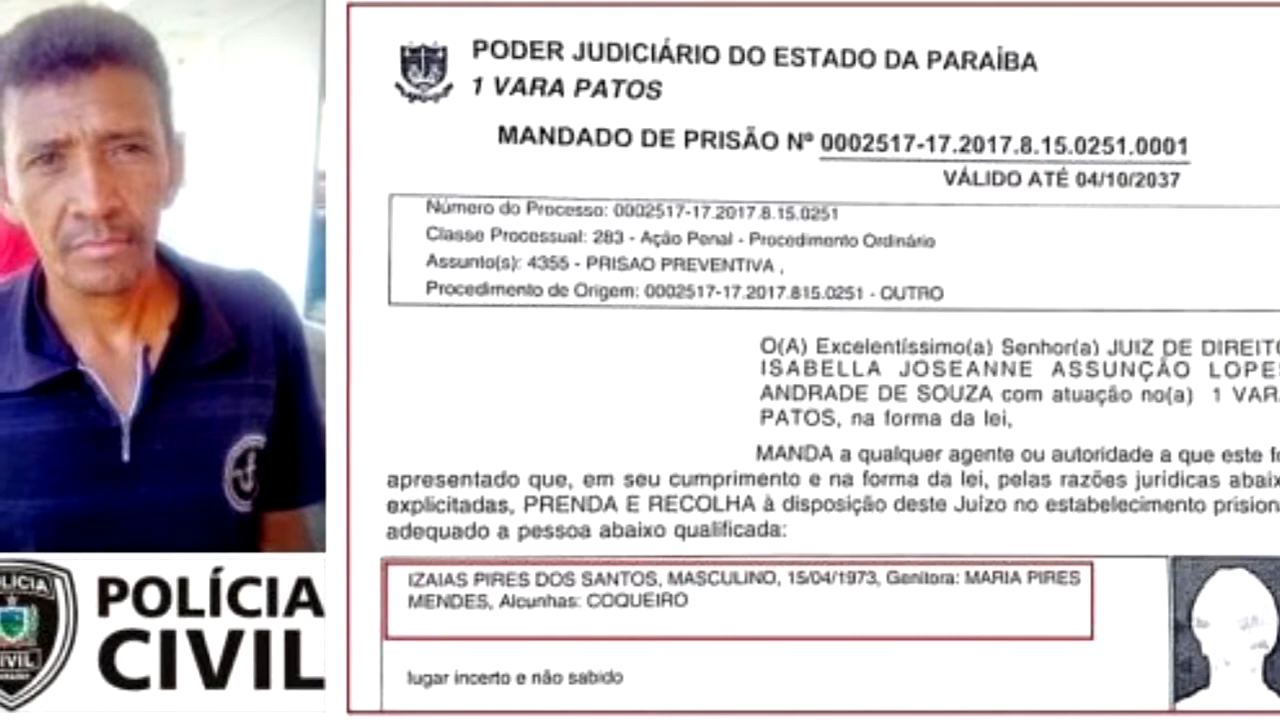 POLÍCIA
CIVIL
POLÍCIA
CIVIL
PODER JUDICIÁRIO DO ESTADO DA PARAÍBA
1 VARA PATOS
MANDADO DE PRISÃO Nº 0002517-17.2017.8.15.0251.0001
VÁLIDO ATÉ 04/10/2037
Número do Processo: 0002517-17.2017.8.15.0251
Classe Processual: 283 - Ação Penal - Procedimento Ordinário
Assunto(s): 4355 - PRISAO PREVENTIVA ,
Procedimento de Origem: 0002517-17.2017.815.0251 - OUTRO
O(A) Excelentíssimo(a) Senhor(a) JUIZ DE DIREITO
ISABELLA JOSEANNE ASSUNÇÃO LOPES
ANDRADE DE SOUZA com atuação no(a) 1 VARA
PATOS, na forma da lei,
MANDA a qualquer agente ou autoridade a que este fo
apresentado que, em seu cumprimento e na forma da lei, pelas razões jurídicas abaix
explicitadas, PRENDA E RECOLHA à disposição deste Juízo no estabelecimento prision
adequado a pessoa abaixo qualificada:
IZAIAS PIRES DOS SANTOS, MASCULINO, 15/04/1973, Genitora: MARIA PIRES
MENDES, Alcunhas: COQUEIRO
lugar incerto e não sabido